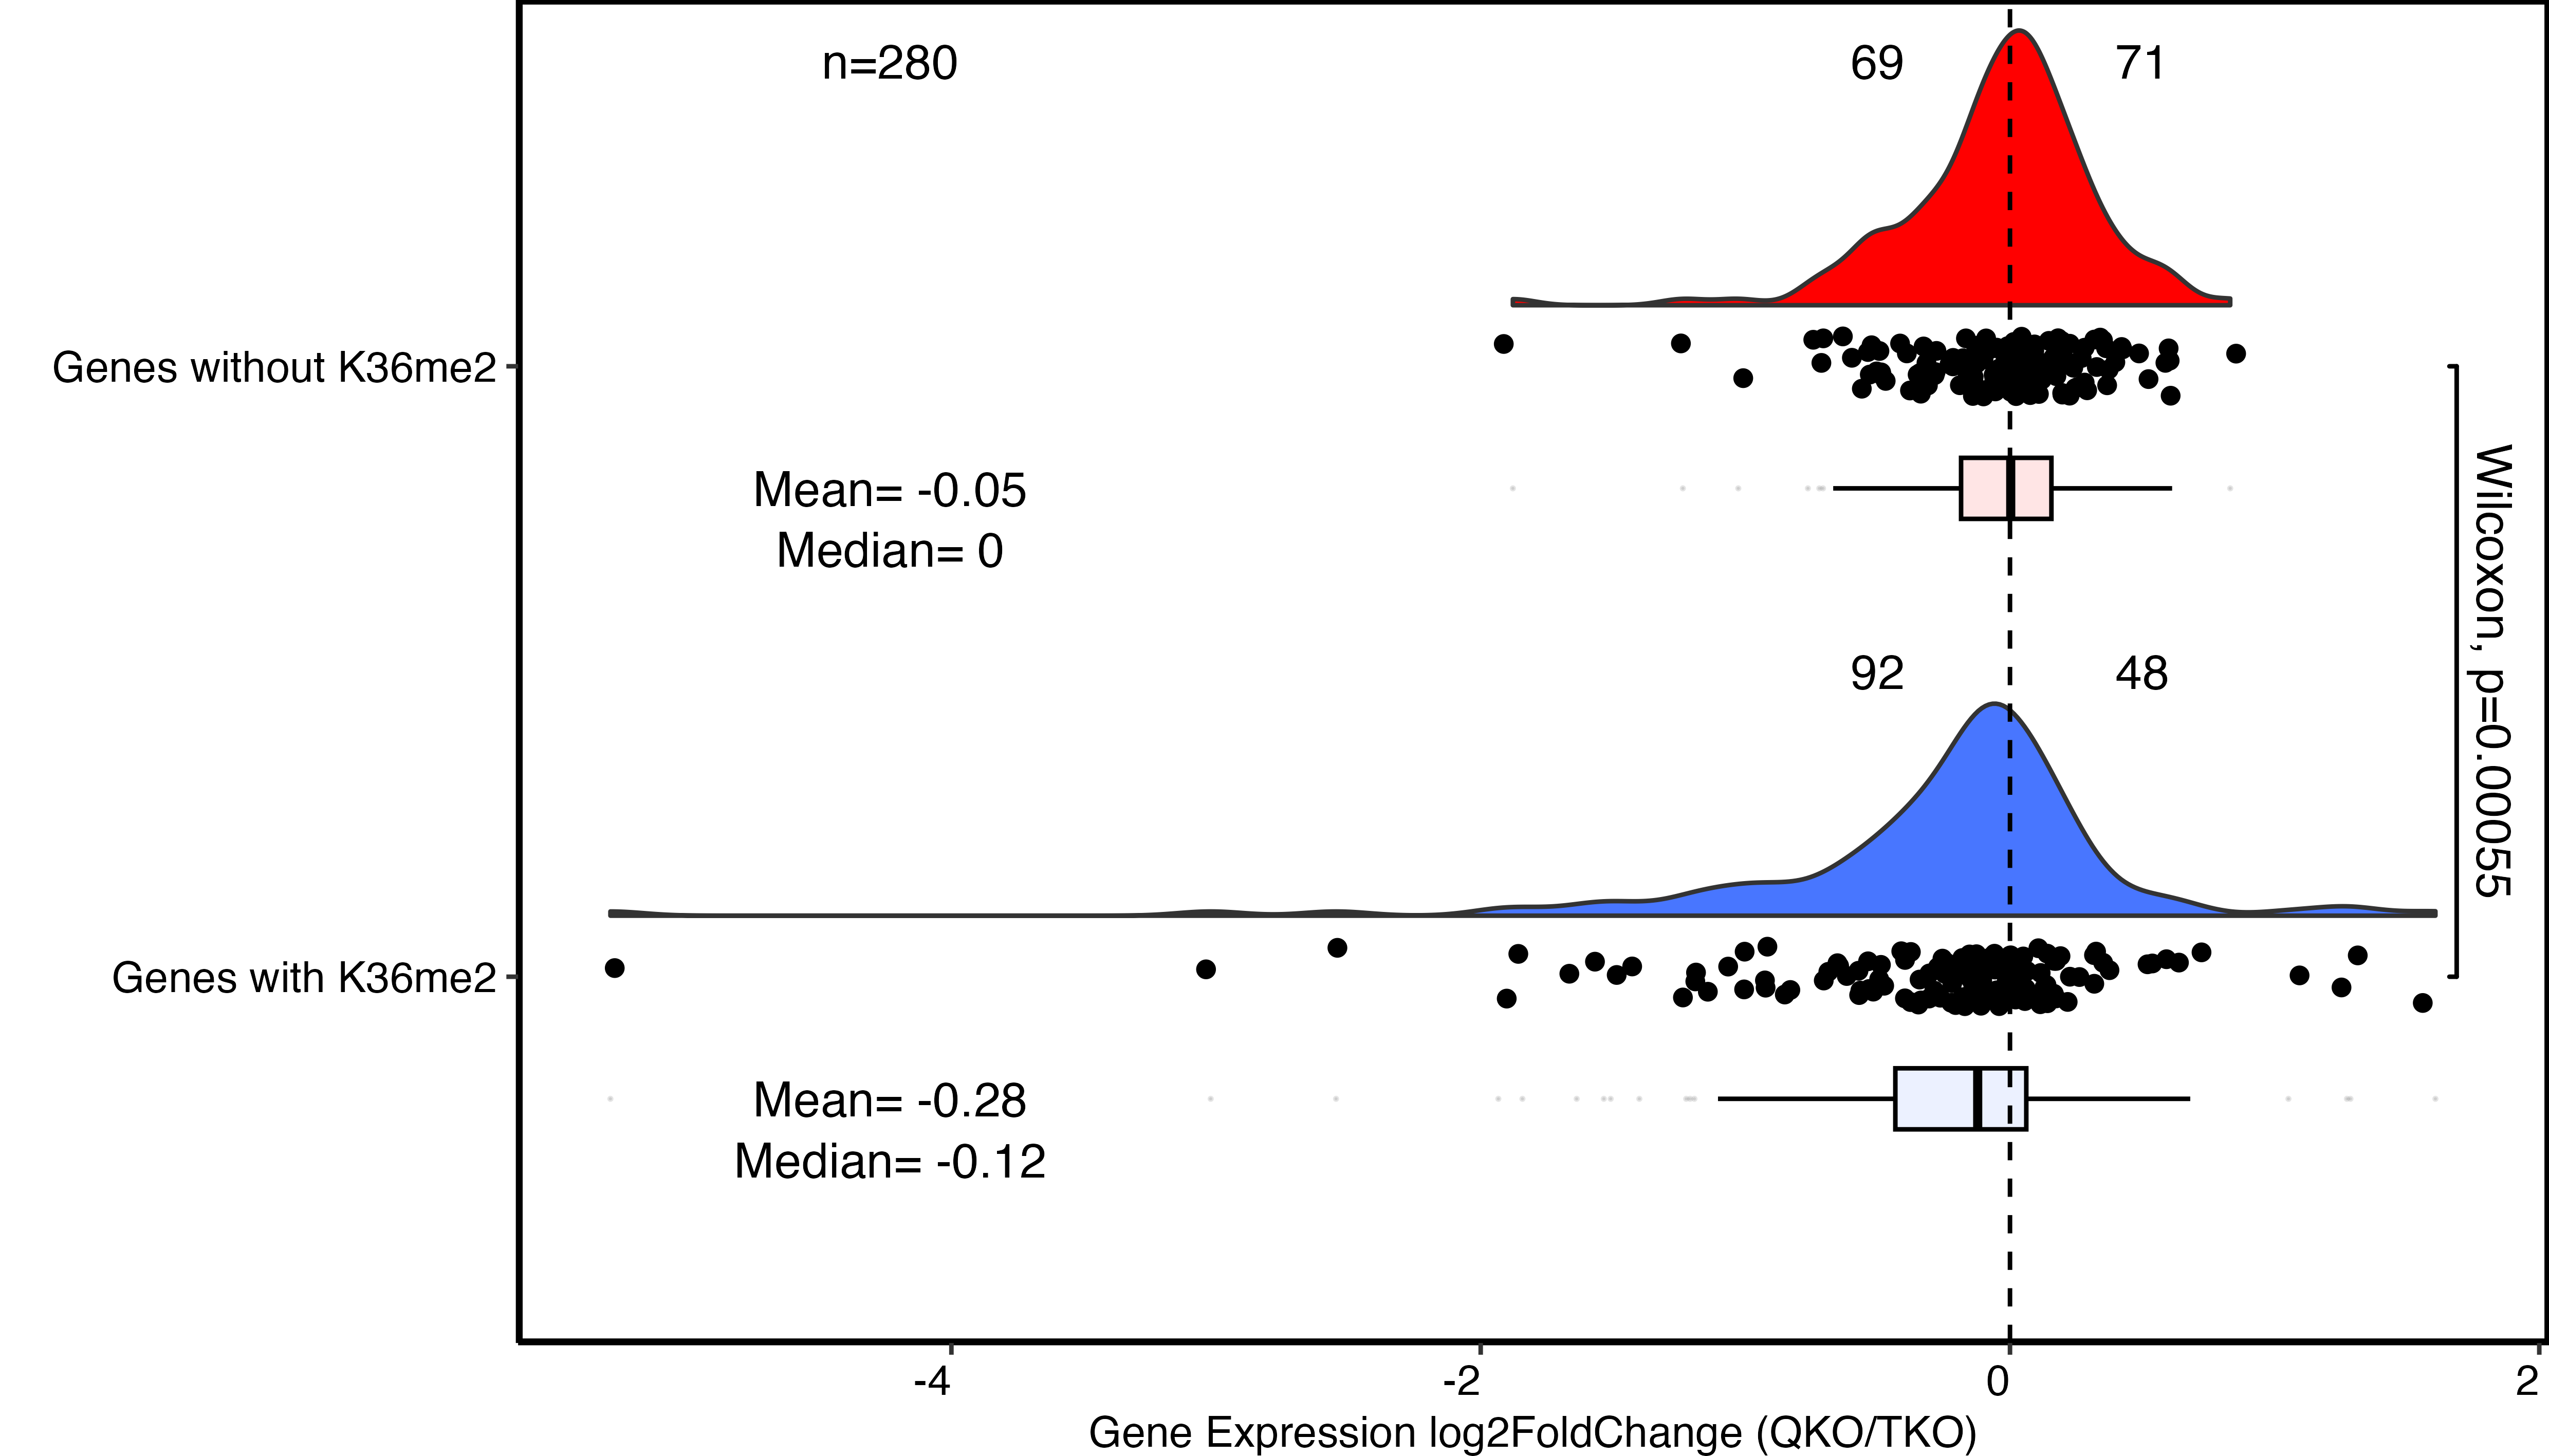 n=280
69
71
Genes without K36me2
Mean= -0.05
Median= 0
Wilcoxon, p=0.00055
92
48
Genes with K36me2
Mean= -0.28
Median= -0.12
-4
-2
0
2
Gene Expression log2FoldChange (QKO/TKO)